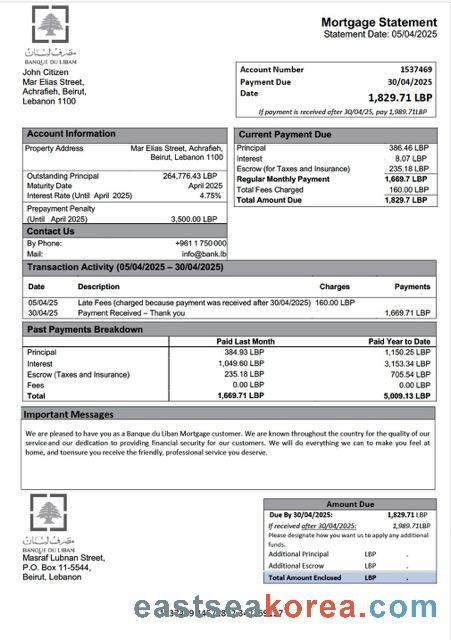 مصرف لبنان
BANQUE DU LIBAN
Mortgage Statement
Statement Date: 05/04/2025
John Citizen
Mar Elias Street,
Achrafieh, Beirut,
Lebanon 1100
Account Number 1537469
Payment Due 30/04/2025
Date 1,829.71 LBP
If payment is received after 30/04/25, pay 1,989.71LBP
Account Information
Property Address Mar Elias Street, Achrafieh,
Beirut, Lebanon 1100
Outstanding Principal 264,776.43 LBP
Maturity Date April 2025
Interest Rate (Until April 2025) 4.75%
Prepayment Penalty
(Until April 2025) 3,500.00 LBP
Contact Us
By Phone: +961 1 750000
Mail: info@bank.lb
Current Payment Due
Principal 386.46 LBP
Interest 8.07 LBP
Escrow (for Taxes and Insurance) 235.18 LBP
Regular Monthly Payment 1,669.7 LBP
Total Fees Charged 160.00 LBP
Total Amount Due 1,829.7 LBP
Transaction Activity (05/04/2025 – 30/04/2025)
Date Description Charges Payments
05/04/25 Late Fees (charged because payment was received after 30/04/2025) 160.00 LBP
30/04/25 Payment Received – Thank you 1,669.71 LBP
Past Payments Breakdown
Paid Last Month Paid Year to Date
Principal 384.93 LBP 1,150.25 LBP
Interest 1,049.60 LBP 3,153.34 LBP
Escrow (Taxes and Insurance) 235.18 LBP 705.54 LBP
Fees 0.00 LBP 0.00 LBP
Total 1,669.71 LBP 5,009.13 LBP
Important Messages
We are pleased to have you as a Banque du Liban Mortgage customer. We are known throughout the country for the quality of our
service and our dedication to providing financial security for our customers. We will do everything we can to make you feel at
home, and toensure you receive the friendly, professional service you deserve.
مصرف لبنان
BANQUE DU LIBAN
Masraf Lubnan Street,
P.O. Box 11-5544,
Beirut, Lebanon
Amount Due
Due By 30/04/2025: 1,829.71 LBP
If received after 30/04/2025: 1,989.71LBP
Please designate how you want us to apply any additional
funds.
Additional Principal LBP .
Additional Escrow LBP .
Total Amount Enclosed LBP .
eastseakorea.com